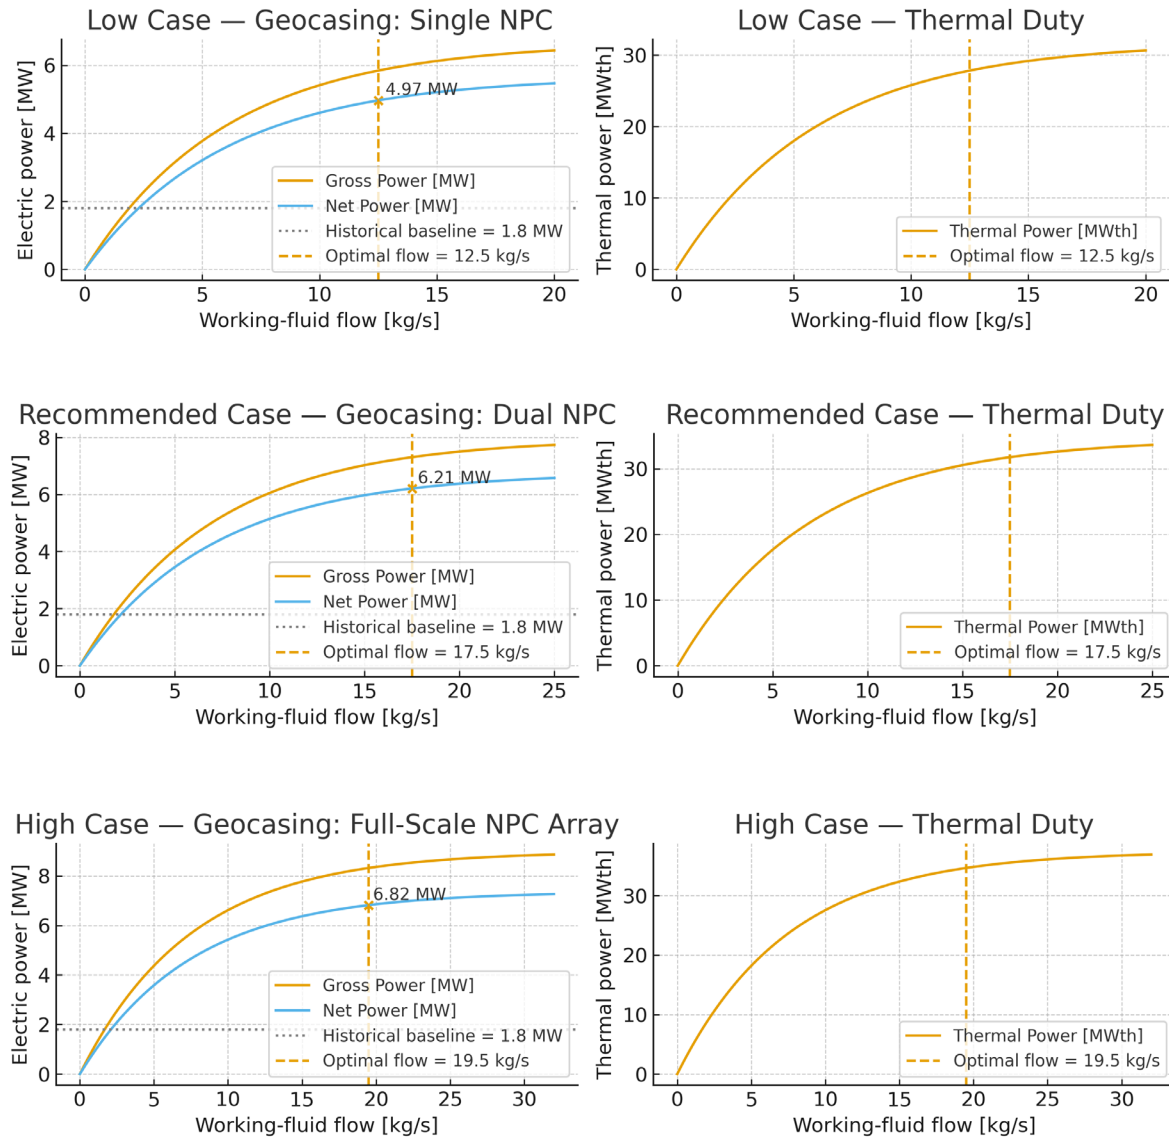 Low Case — Geocasing: Single NPC
Electric power [MW]
6
4
2
0
4.97 MW
Gross Power [MW]
Net Power [MW]
Historical baseline = 1.8 MW
Optimal flow = 12.5 kg/s
0 5 10 15 20
Working-fluid flow [kg/s]
Low Case — Thermal Duty
Thermal power [MWth]
30
20
10
0
Thermal Power [MWth]
Optimal flow = 12.5 kg/s
0 5 10 15 20
Working-fluid flow [kg/s]
Recommended Case — Geocasing: Dual NPC
Electric power [MW]
8
6
4
2
0
6.21 MW
Gross Power [MW]
Net Power [MW]
Historical baseline = 1.8 MW
Optimal flow = 17.5 kg/s
0 5 10 15 20 25
Working-fluid flow [kg/s]
Recommended Case — Thermal Duty
Thermal power [MWth]
30
20
10
0
Thermal Power [MWth]
Optimal flow = 17.5 kg/s
0 5 10 15 20 25
Working-fluid flow [kg/s]
High Case — Geocasing: Full-Scale NPC Array
Electric power [MW]
8
6
4
2
0
6.82 MW
Gross Power [MW]
Net Power [MW]
Historical baseline = 1.8 MW
Optimal flow = 19.5 kg/s
0 5 10 15 20 25 30
Working-fluid flow [kg/s]
High Case — Thermal Duty
Thermal power [MWth]
30
20
10
0
Thermal Power [MWth]
Optimal flow = 19.5 kg/s
0 5 10 15 20 25 30
Working-fluid flow [kg/s]